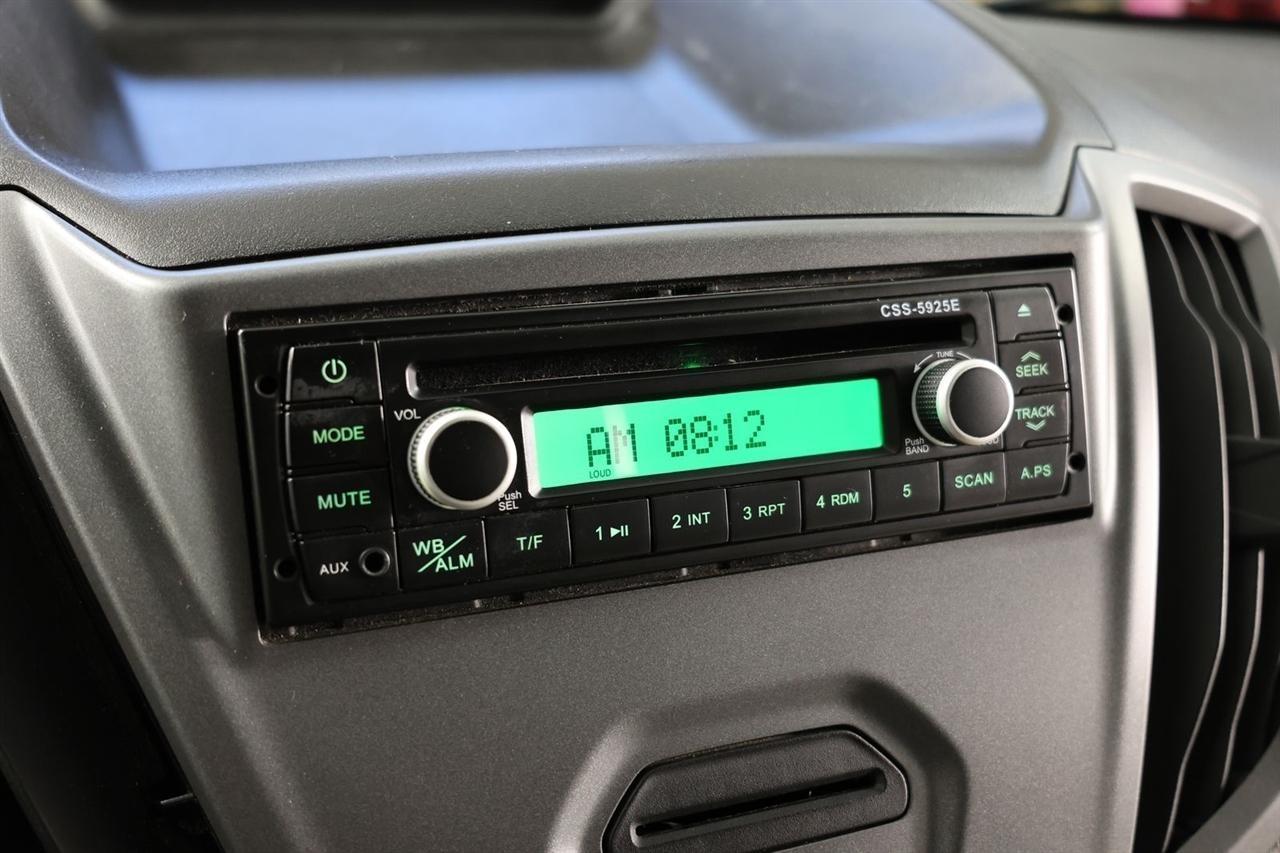 CSS-5925E
TUNE
SEEK
VOL
MODE
AM 08:12
LOUD
TRACK
Push
BAND
MUTE
Push
SEL
AUX
WB/ALM
T/F
1
2 INT
3 RPT
4 RDM
5
SCAN
A.PS